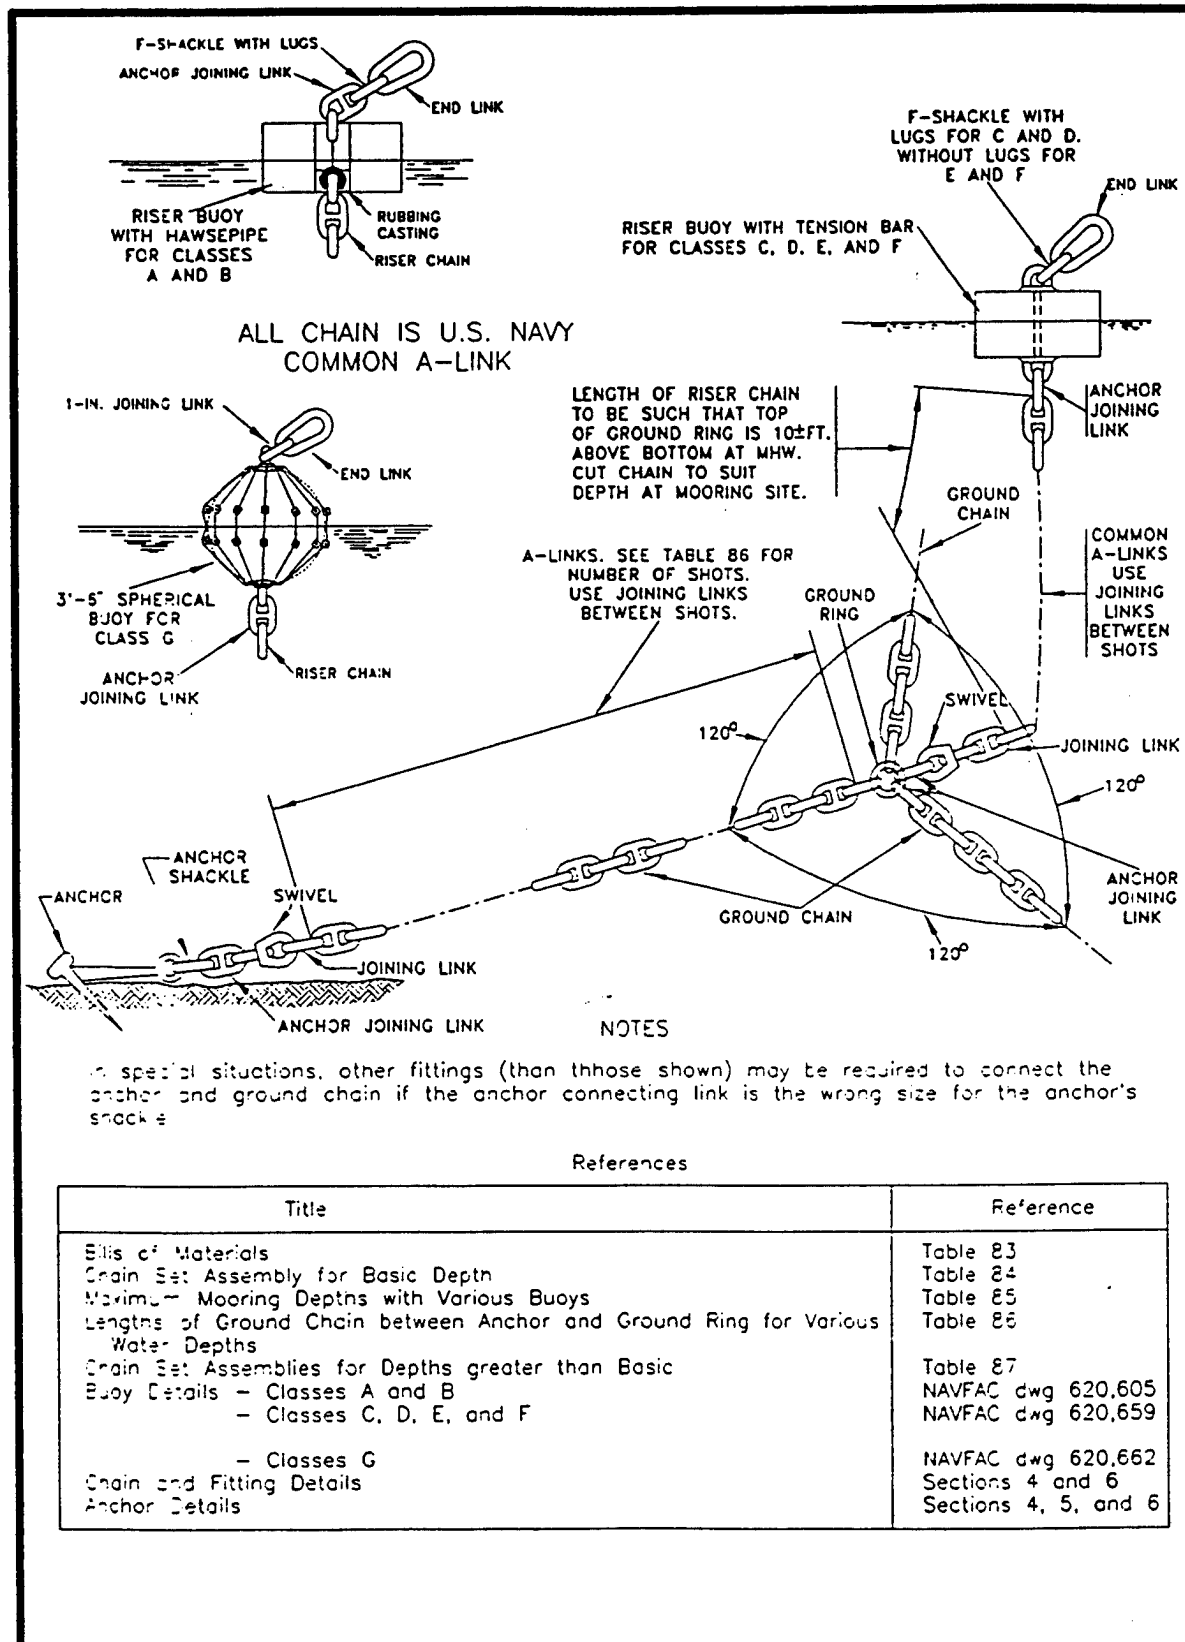 F-SHACKLE WITH LUGS
ANCHOR JOINING LINK
END LINK
RISER BUOY
WITH HAWSEPIPE
FOR CLASSES
A AND B
RUBBING
CASTING
RISER CHAIN
F-SHACKLE WITH
LUGS FOR C AND D.
WITHOUT LUGS FOR
E AND F
END LINK
RISER BUOY WITH TENSION BAR
FOR CLASSES C, D, E, AND F
ALL CHAIN IS U.S. NAVY
COMMON A-LINK
1-IN. JOINING LINK
END LINK
3'-6" SPHERICAL
BUOY FOR
CLASS G
ANCHOR
JOINING LINK
RISER CHAIN
LENGTH OF RISER CHAIN
TO BE SUCH THAT TOP
OF GROUND RING IS 10±FT.
ABOVE BOTTOM AT MHW.
CUT CHAIN TO SUIT
DEPTH AT MOORING SITE.
ANCHOR
JOINING
LINK
GROUND
CHAIN
A-LINKS. SEE TABLE 86 FOR
NUMBER OF SHOTS.
USE JOINING LINKS
BETWEEN SHOTS.
GROUND
RING
COMMON
A-LINKS
USE
JOINING
LINKS
BETWEEN
SHOTS
SWIVEL
120°
JOINING LINK
120°
ANCHOR
SHACKLE
ANCHOR
SWIVEL
GROUND CHAIN
ANCHOR
JOINING
LINK
120°
JOINING LINK
ANCHOR JOINING LINK
NOTES
special situctions, other fittings (than thhose shown) may be required to connect the
anchor and ground chain if the anchor connecting link is the wrong size for the anchor's
shackle
References
Title
Reference
Bills of Materials
Table 83
Chain Set Assembly for Basic Depth
Table 84
Maximum Mooring Depths with Various Buoys
Table 85
Lengths of Ground Chain between Anchor and Ground Ring for Various
Water Depths
Table 86
Chain Set Assemblies for Depths greater than Basic
Table 87
Buoy Details - Classes A and B
NAVFAC dwg 620,605
- Classes C, D, E, and F
NAVFAC dwg 620,659
- Classes G
NAVFAC dwg 620,662
Chain and Fitting Details
Sections 4 and 6
Anchor Details
Sections 4, 5, and 6